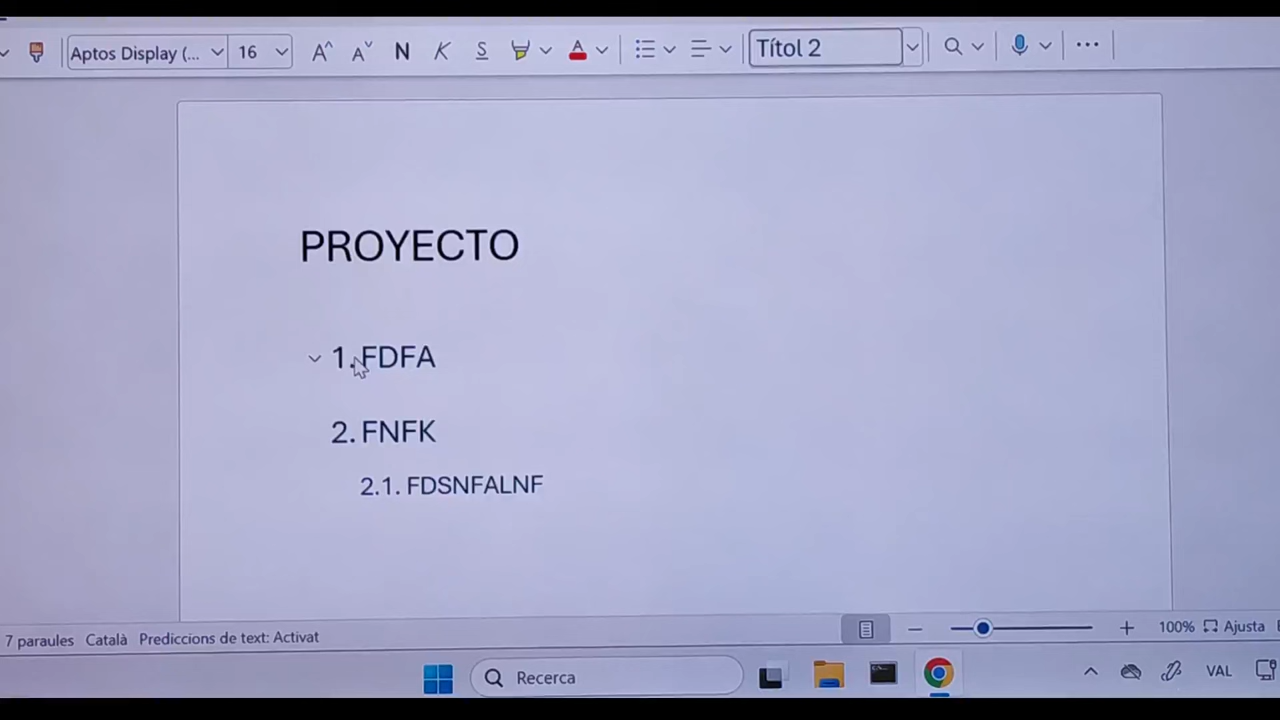 Aptos Display (... 16 N K S A Títol 2 ...
PROYECTO
1. FDFA
2. FNFK
2.1. FDSNFALNF
7 paraules Català Prediccions de text: Activat 100% Ajusta
Recerca VAL